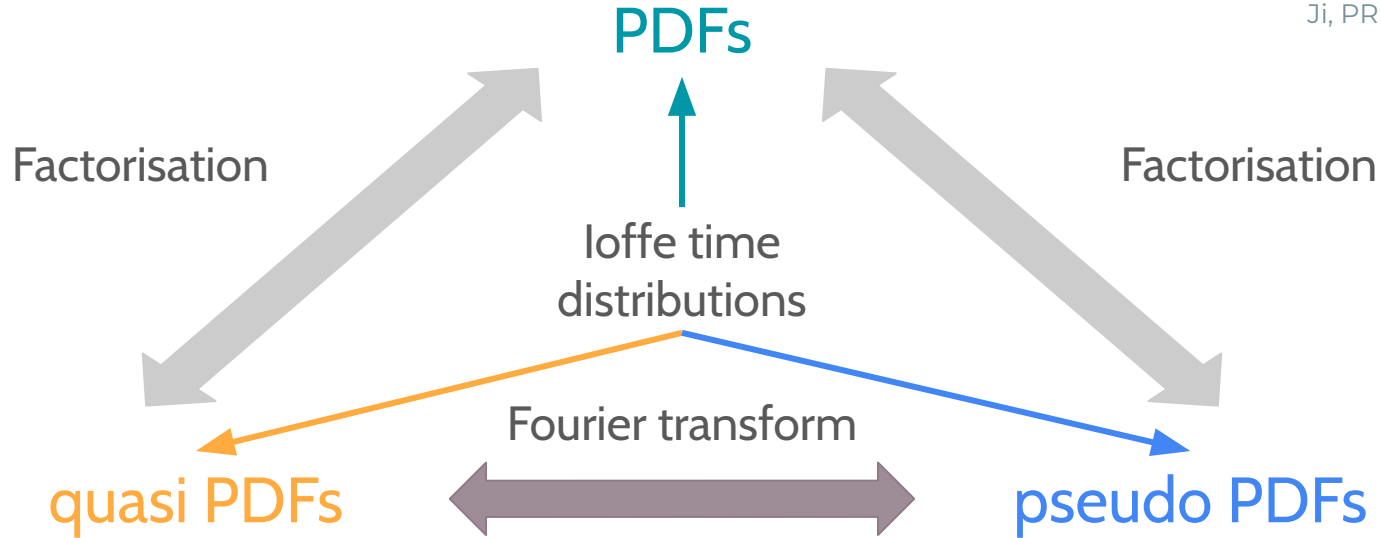 PDFs
Ji, PR
Factorisation
Factorisation
Ioffe time
distributions
Fourier transform
quasi PDFs
pseudo PDFs